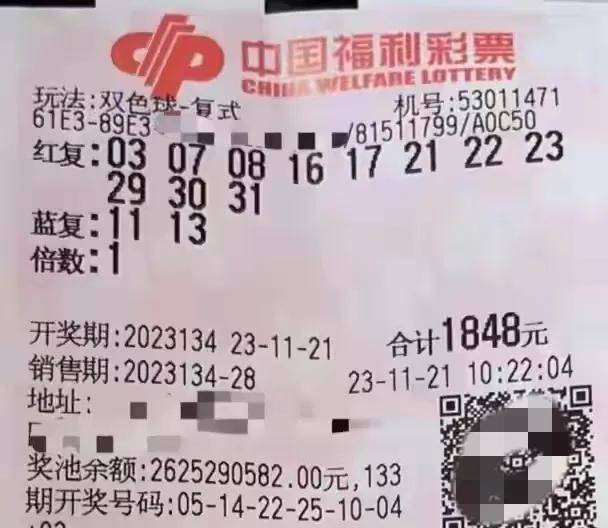 中国福利彩票
CHINA WELFARE LOTTERY
玩法:双色球-复式 机号:53011471
61E3-89E3 /81511799/A0C50
红复:03 07 08 16 17 21 22 23
29 30 31
蓝复:11 13
倍数:1
开奖期:2023134 23-11-21 合计1848元
销售期:2023134-28 23-11-21 10:22:04
地址:
奖池余额:2625290582.00元,133
期开奖号码:05-14-22-25-10-04